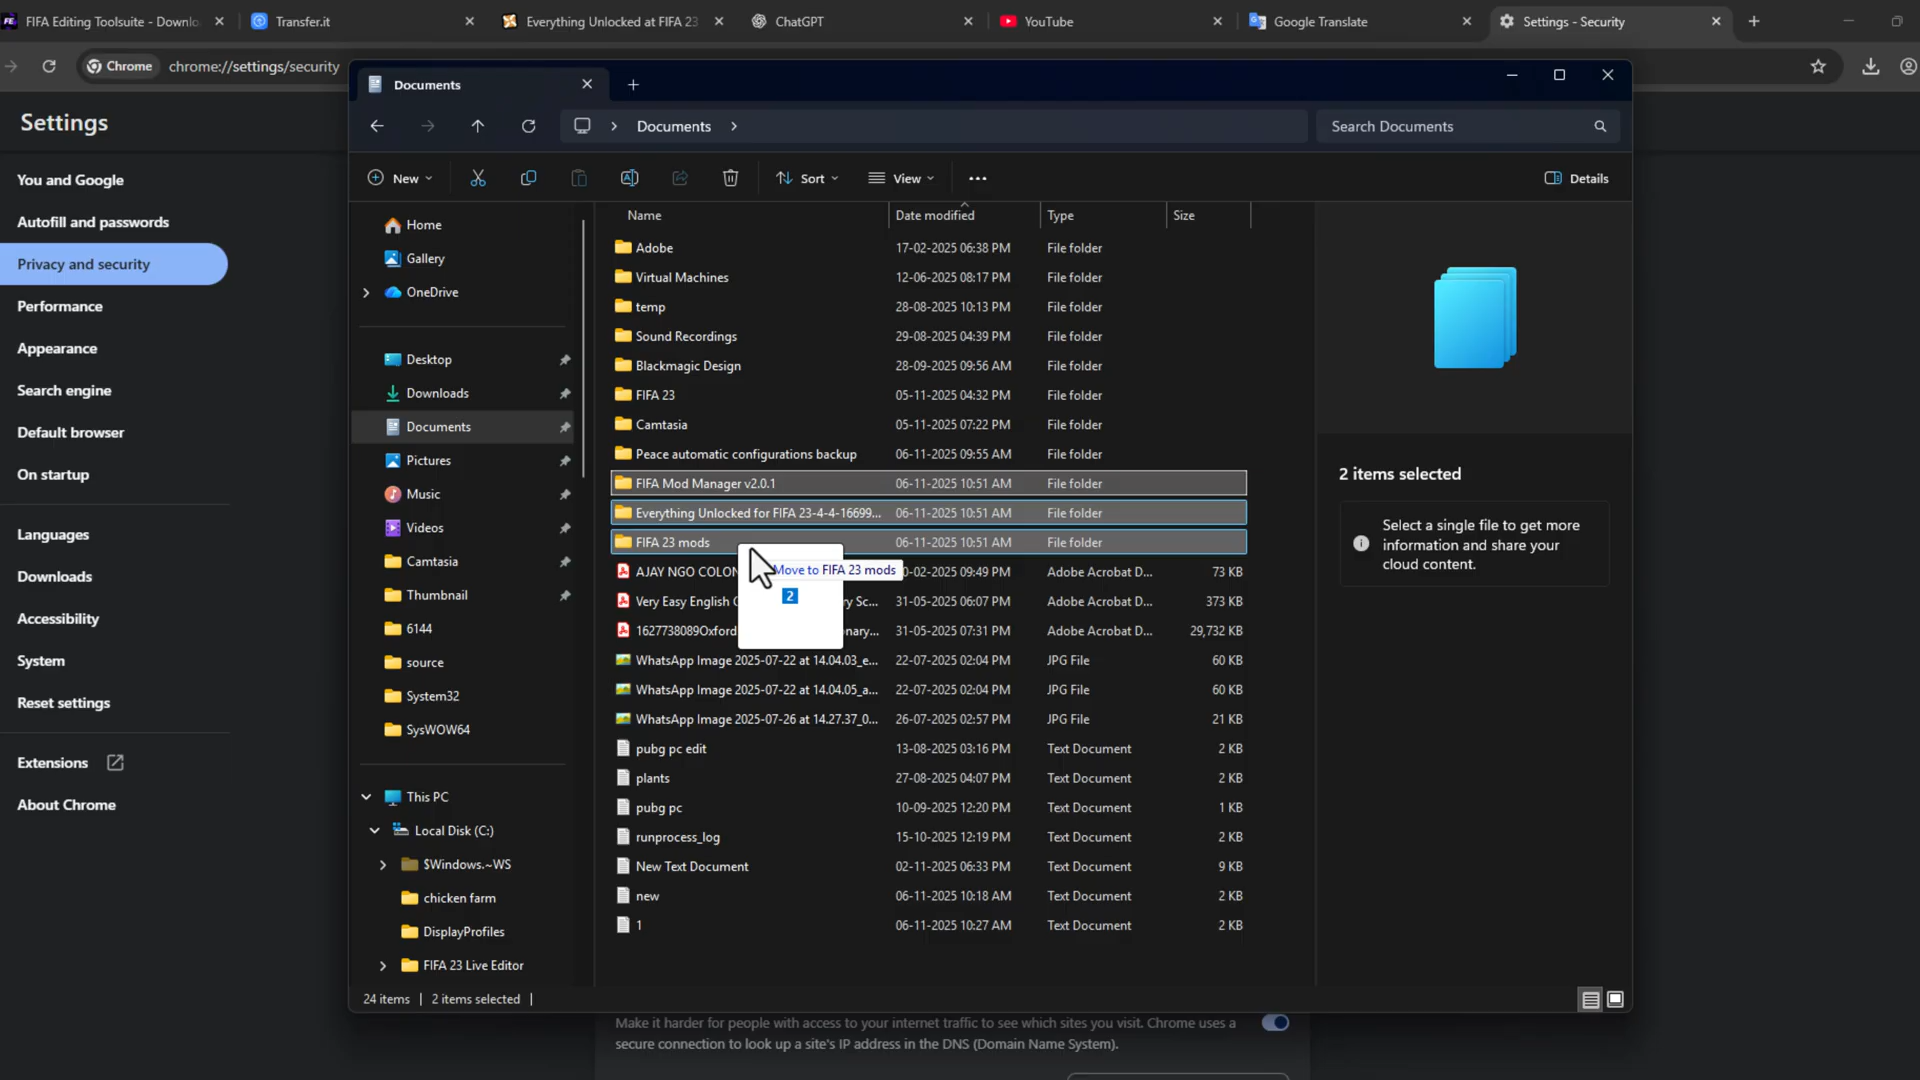 FIFA Editing Toolsuite - Downlo
Transfer.it
Everything Unlocked at FIFA 23
ChatGPT
YouTube
Google Translate
Settings - Security
Chrome
chrome://settings/security
Documents
Documents
Search Documents
New
Sort
View
Details
Settings
You and Google
Autofill and passwords
Privacy and security
Performance
Appearance
Search engine
Default browser
On startup
Languages
Downloads
Accessibility
System
Reset settings
Extensions
About Chrome
Home
Gallery
OneDrive
Desktop
Downloads
Documents
Pictures
Music
Videos
Camtasia
Thumbnail
6144
source
System32
SysWOW64
This PC
Local Disk (C:)
$Windows.~WS
chicken farm
DisplayProfiles
FIFA 23 Live Editor
Name Date modified Type Size
Adobe 17-02-2025 06:38 PM File folder
Virtual Machines 12-06-2025 08:17 PM File folder
temp 28-08-2025 10:13 PM File folder
Sound Recordings 29-08-2025 04:39 PM File folder
Blackmagic Design 28-09-2025 09:56 AM File folder
FIFA 23 05-11-2025 04:32 PM File folder
Camtasia 05-11-2025 07:22 PM File folder
Peace automatic configurations backup 06-11-2025 09:55 AM File folder
FIFA Mod Manager v2.0.1 06-11-2025 10:51 AM File folder
Everything Unlocked for FIFA 23-4-4-16699... 06-11-2025 10:51 AM File folder
FIFA 23 mods 06-11-2025 10:51 AM File folder
Move to FIFA 23 mods
2
AJAY NGO COLON 0-02-2025 09:49 PM Adobe Acrobat D... 73 KB
Very Easy English ry Sc... 31-05-2025 06:07 PM Adobe Acrobat D... 373 KB
1627738089Oxford onary... 31-05-2025 07:31 PM Adobe Acrobat D... 29,732 KB
WhatsApp Image 2025-07-22 at 14.04.03_e... 22-07-2025 02:04 PM JPG File 60 KB
WhatsApp Image 2025-07-22 at 14.04.05_a... 22-07-2025 02:04 PM JPG File 60 KB
WhatsApp Image 2025-07-26 at 14.27.37_0... 26-07-2025 02:57 PM JPG File 21 KB
pubg pc edit 13-08-2025 03:16 PM Text Document 2 KB
plants 27-08-2025 04:07 PM Text Document 2 KB
pubg pc 10-09-2025 12:20 PM Text Document 1 KB
runprocess_log 15-10-2025 12:19 PM Text Document 2 KB
New Text Document 02-11-2025 06:33 PM Text Document 9 KB
new 06-11-2025 10:18 AM Text Document 2 KB
1 06-11-2025 10:27 AM Text Document 2 KB
2 items selected
Select a single file to get more
information and share your
cloud content.
24 items 2 items selected
Make it harder for people with access to your internet traffic to see which sites you visit. Chrome uses a
secure connection to look up a site's IP address in the DNS (Domain Name System).